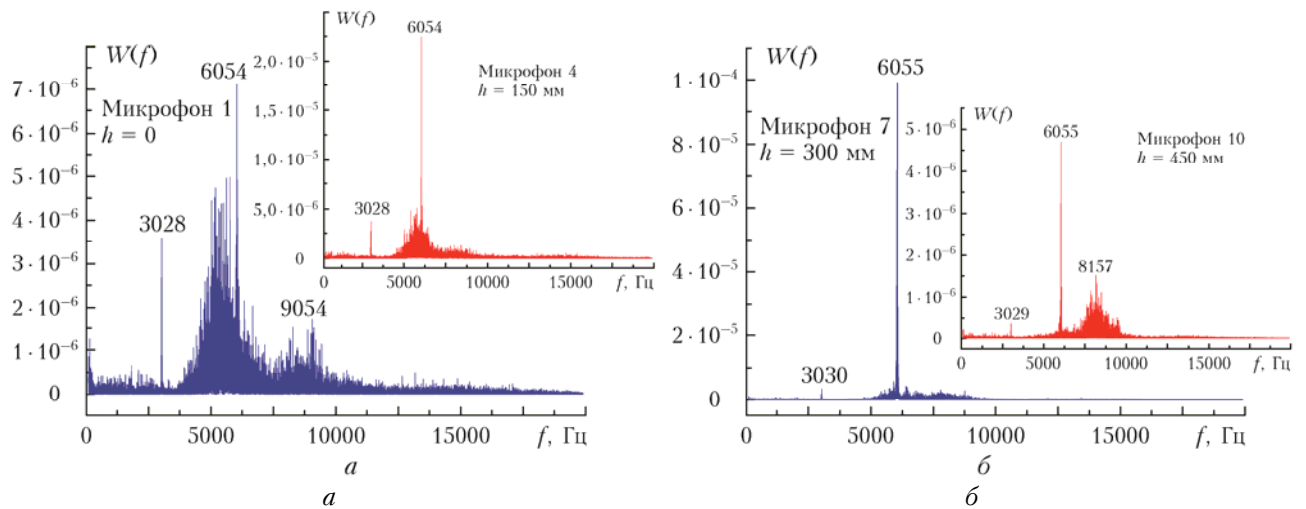 W(f)
6054
7·10⁻⁶
Микрофон 1
h = 0
6·10⁻⁶
5·10⁻⁶
4·10⁻⁶
3028
3·10⁻⁶
2·10⁻⁶
9054
1·10⁻⁶
0
0 5000 10000 15000 f, Гц
W(f)
6054
2,0·10⁻⁵
Микрофон 4
h = 150 мм
1,5·10⁻⁵
1,0·10⁻⁵
5,0·10⁻⁶
3028
0
0 5000 10000 15000
f, Гц
а
а
W(f)
6055
1·10⁻⁴
8·10⁻⁵
Микрофон 7
h = 300 мм
6·10⁻⁵
4·10⁻⁵
2·10⁻⁵
3030
0
0 5000 10000 15000 f, Гц
W(f)
5·10⁻⁶
6055
Микрофон 10
h = 450 мм
4·10⁻⁶
3·10⁻⁶
2·10⁻⁶
8157
1·10⁻⁶
3029
0
0 5000 10000 15000
f, Гц
б
б